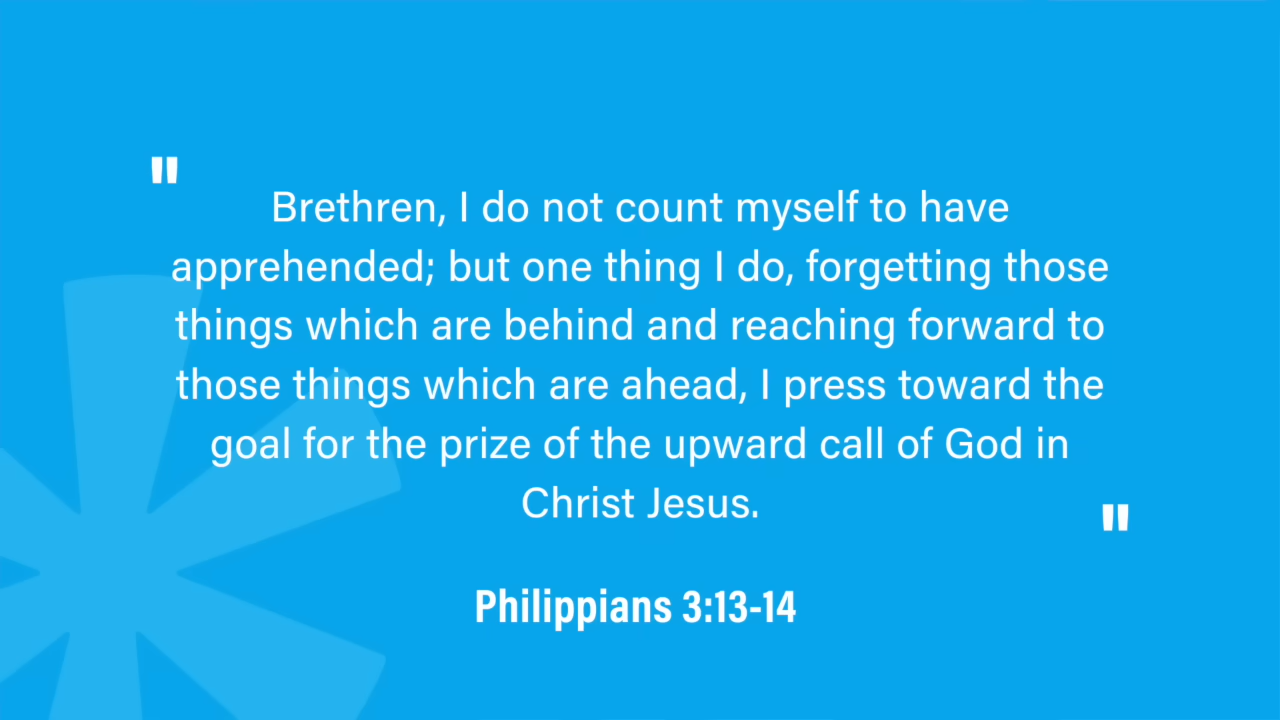 "
Brethren, I do not count myself to have
apprehended; but one thing I do, forgetting those
things which are behind and reaching forward to
those things which are ahead, I press toward the
goal for the prize of the upward call of God in
Christ Jesus.
"
Philippians 3:13-14